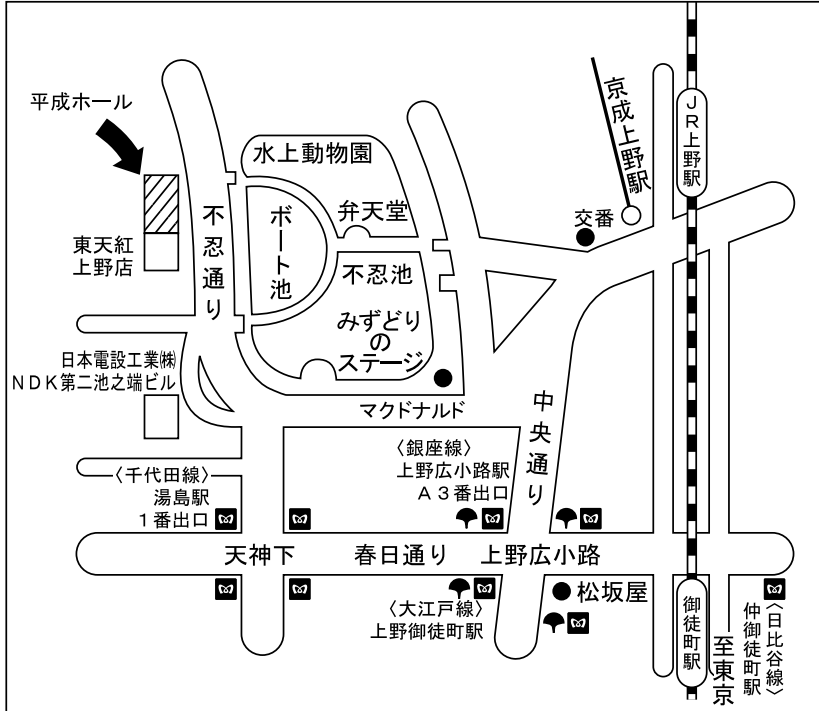 平成ホール
東天紅
上野店
不忍通り
水上動物園
ボート池
弁天堂
不忍池
みずどり
の
ステージ
京成上野駅
交番
JR上野駅
日本電設工業㈱
NDK第二池之端ビル
マクドナルド
中央通り
〈千代田線〉
湯島駅
1番出口
〈銀座線〉
上野広小路駅
A3番出口
天神下
春日通り
上野広小路
〈大江戸線〉
上野御徒町駅
松坂屋
御徒町駅
至東京
〈日比谷線〉
仲御徒町駅